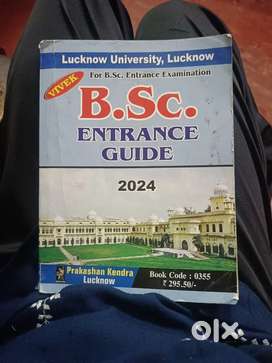 Lucknow University, Lucknow
For B.Sc. Entrance Examination
VIVEK
B.Sc.
ENTRANCE
GUIDE
2024
Prakashan Kendra
Lucknow
Book Code : 0355
₹ 295.50/-
OLX